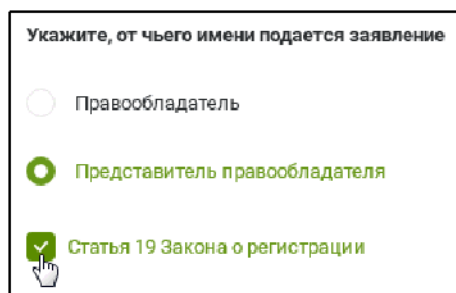 Укажите, от чьего имени подается заявление
Правообладатель
Представитель правообладателя
Статья 19 Закона о регистрации